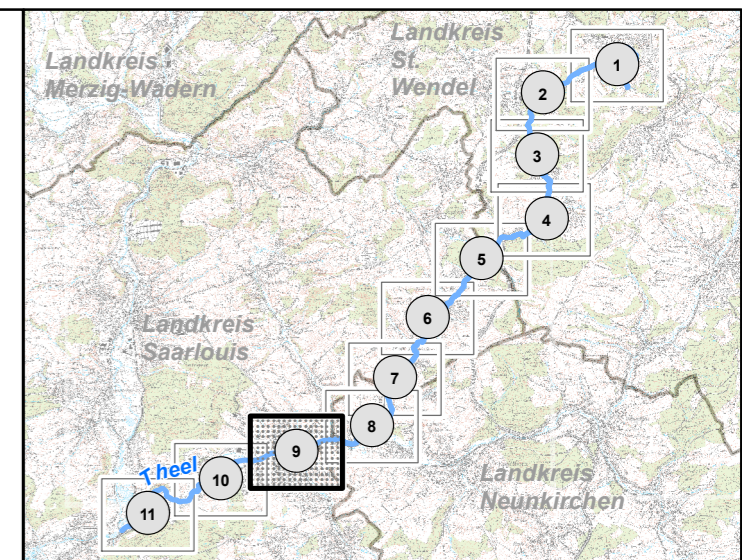 Landkreis
Merzig-Wadern
Landkreis
St.
Wendel
1
2
3
4
5
6
Landkreis
Saarlouis
7
8
9
Theel
10
11
Landkreis
Neunkirchen